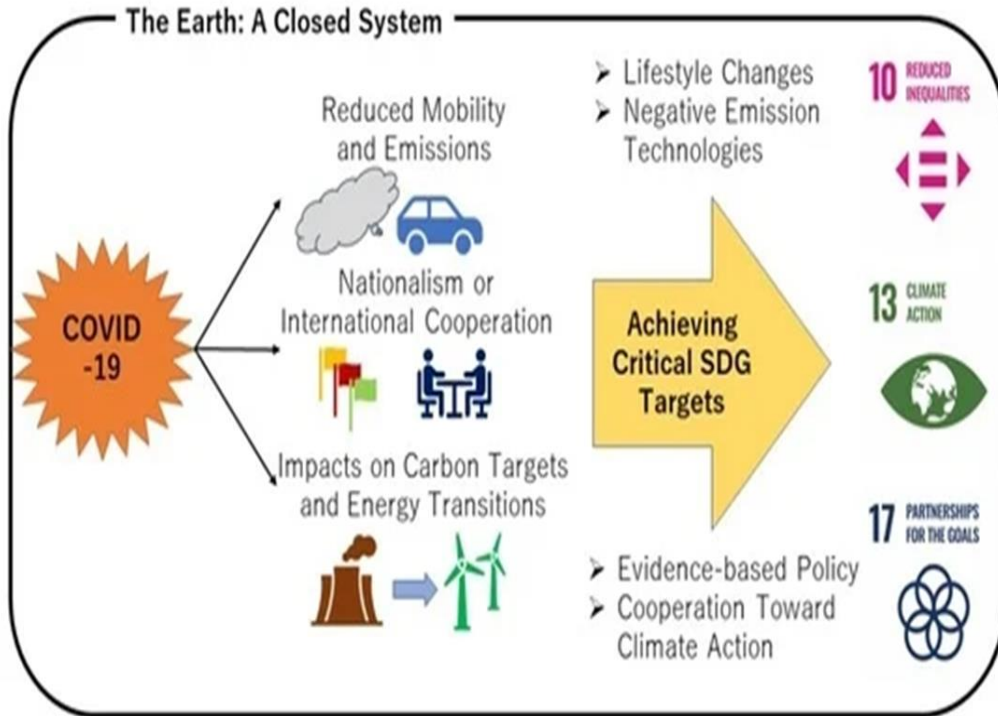 The Earth: A Closed System
COVID
-19
Reduced Mobility
and Emissions
Nationalism or
International Cooperation
Impacts on Carbon Targets
and Energy Transitions
➢ Lifestyle Changes
➢ Negative Emission
Technologies
Achieving
Critical SDG
Targets
➢ Evidence-based Policy
➢ Cooperation Toward
Climate Action
10 REDUCED
INEQUALITIES
13 CLIMATE
ACTION
17 PARTNERSHIPS
FOR THE GOALS